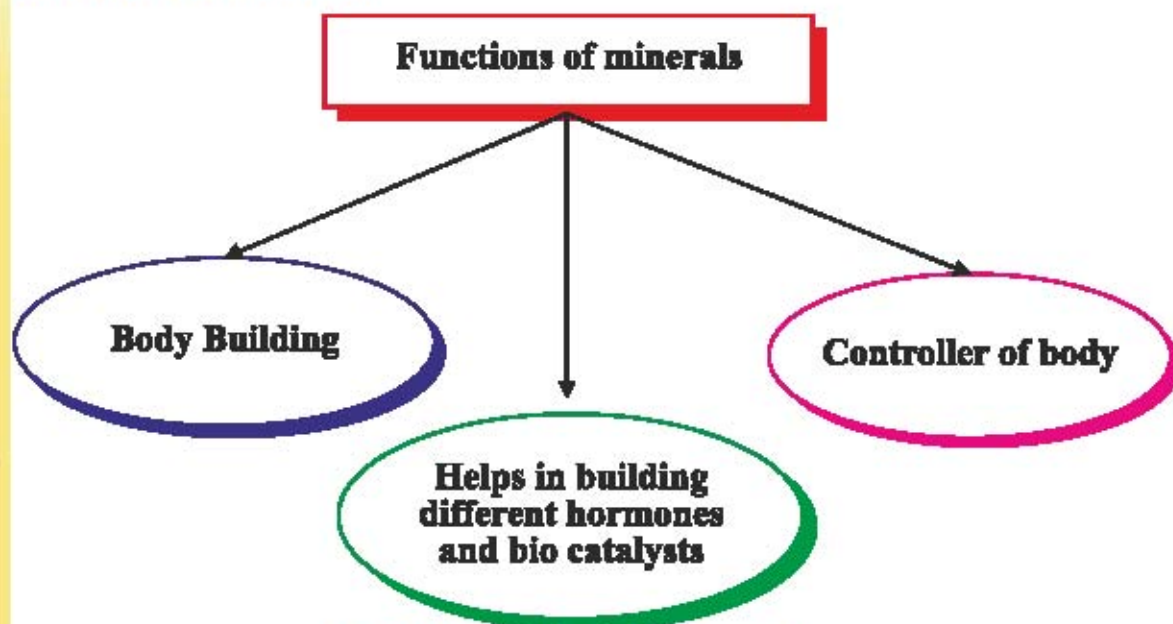 Functions of minerals
Body Building
Controller of body
Helps in building
different hormones
and bio catalysts